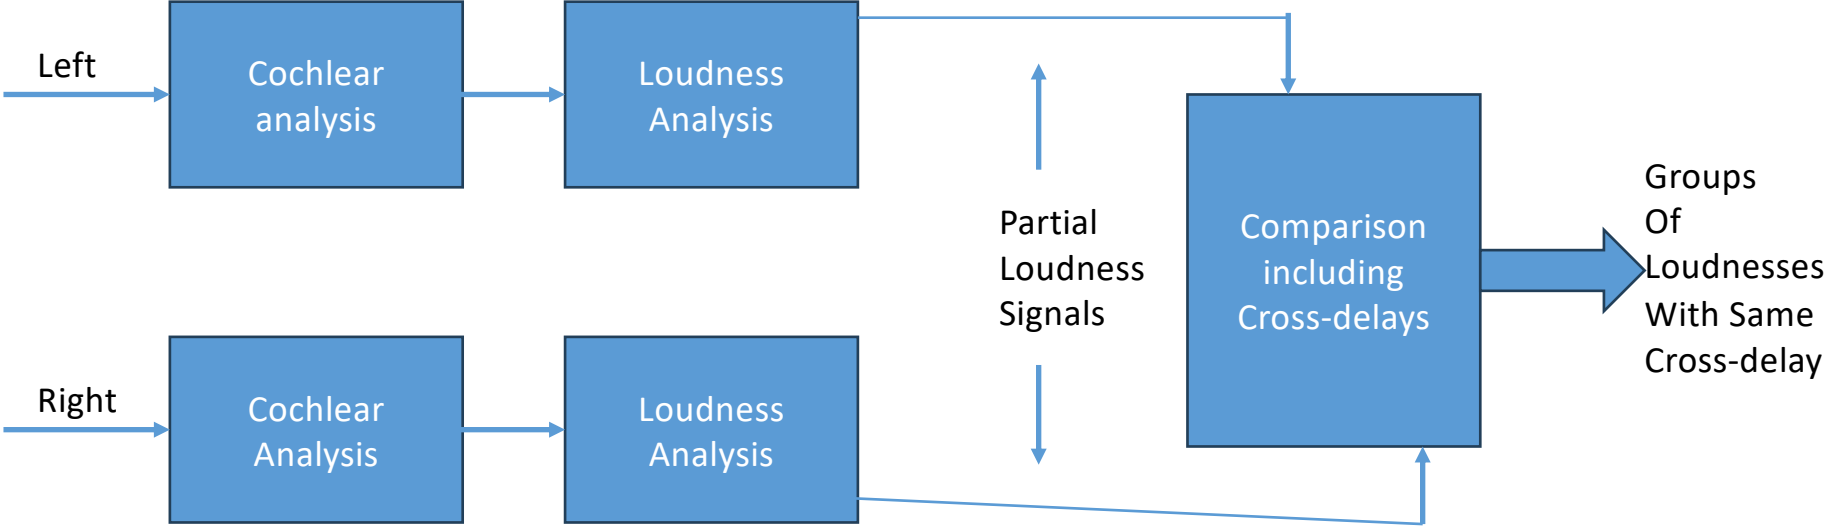 Left
Cochlear
analysis
Loudness
Analysis
Partial
Loudness
Signals
Comparison
including
Cross-delays
Groups
Of
Loudnesses
With Same
Cross-delay
Right
Cochlear
Analysis
Loudness
Analysis